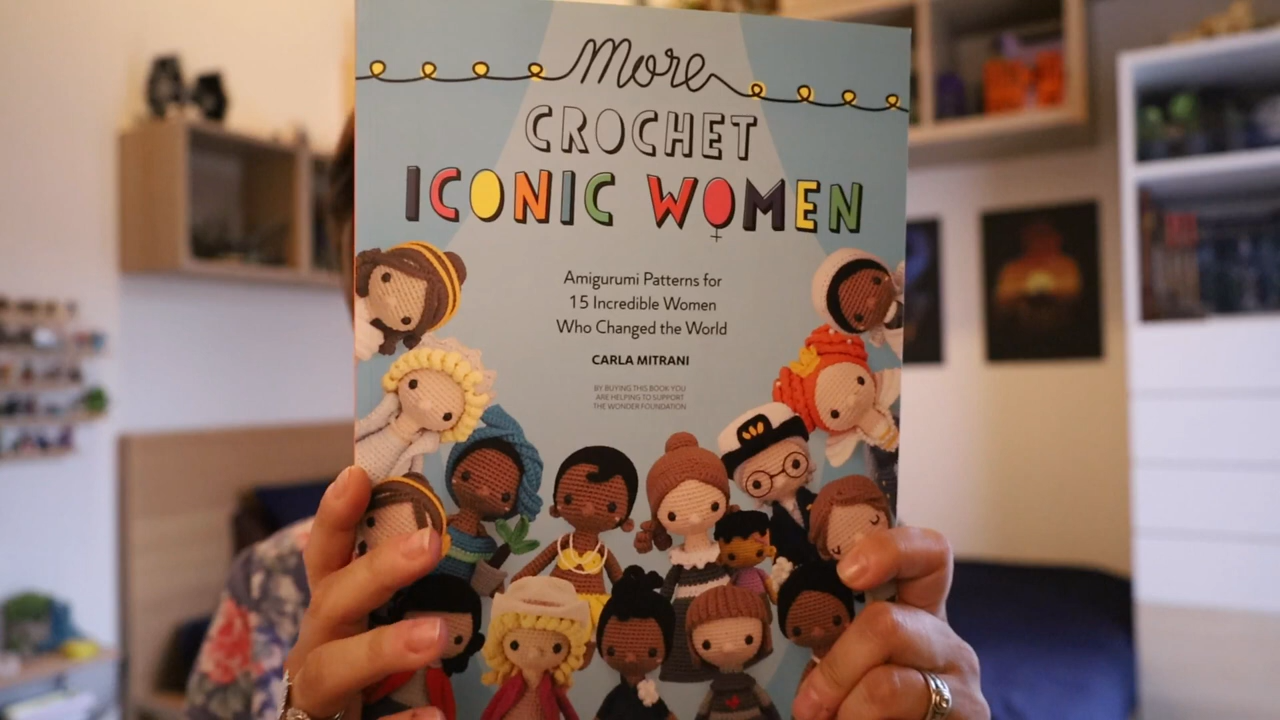 More
CROCHET
ICONIC WOMEN
Amigurumi Patterns for
15 Incredible Women
Who Changed the World
CARLA MITRANI
BY BUYING THIS BOOK YOU
ARE HELPING TO SUPPORT
THE WONDER FOUNDATION